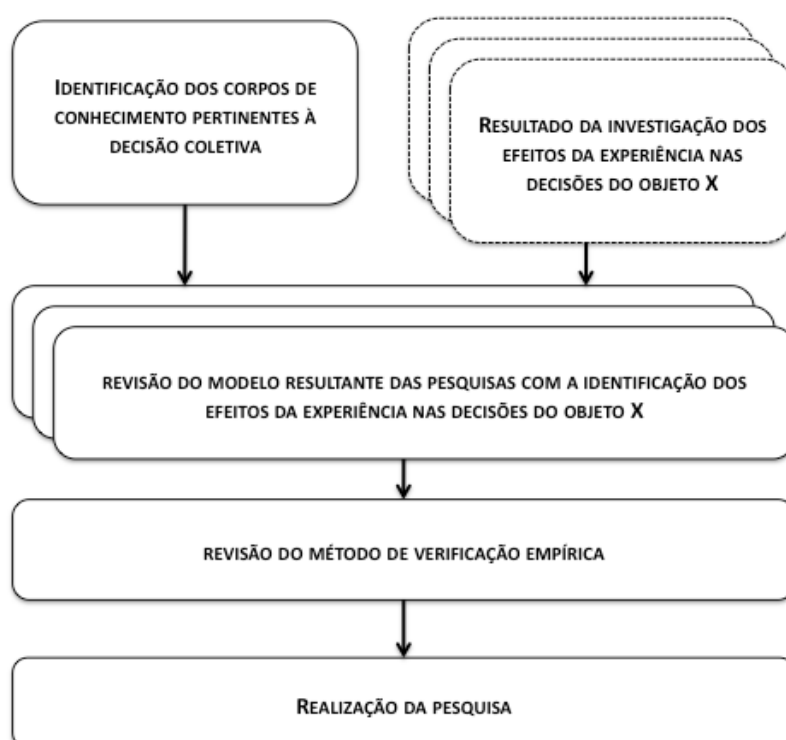 Identificação dos corpos de
conhecimento pertinentes à
decisão coletiva
Resultado da investigação dos
efeitos da experiência nas
decisões do objeto X
revisão do modelo resultante das pesquisas com a identificação dos
efeitos da experiência nas decisões do objeto X
revisão do método de verificação empírica
Realização da pesquisa